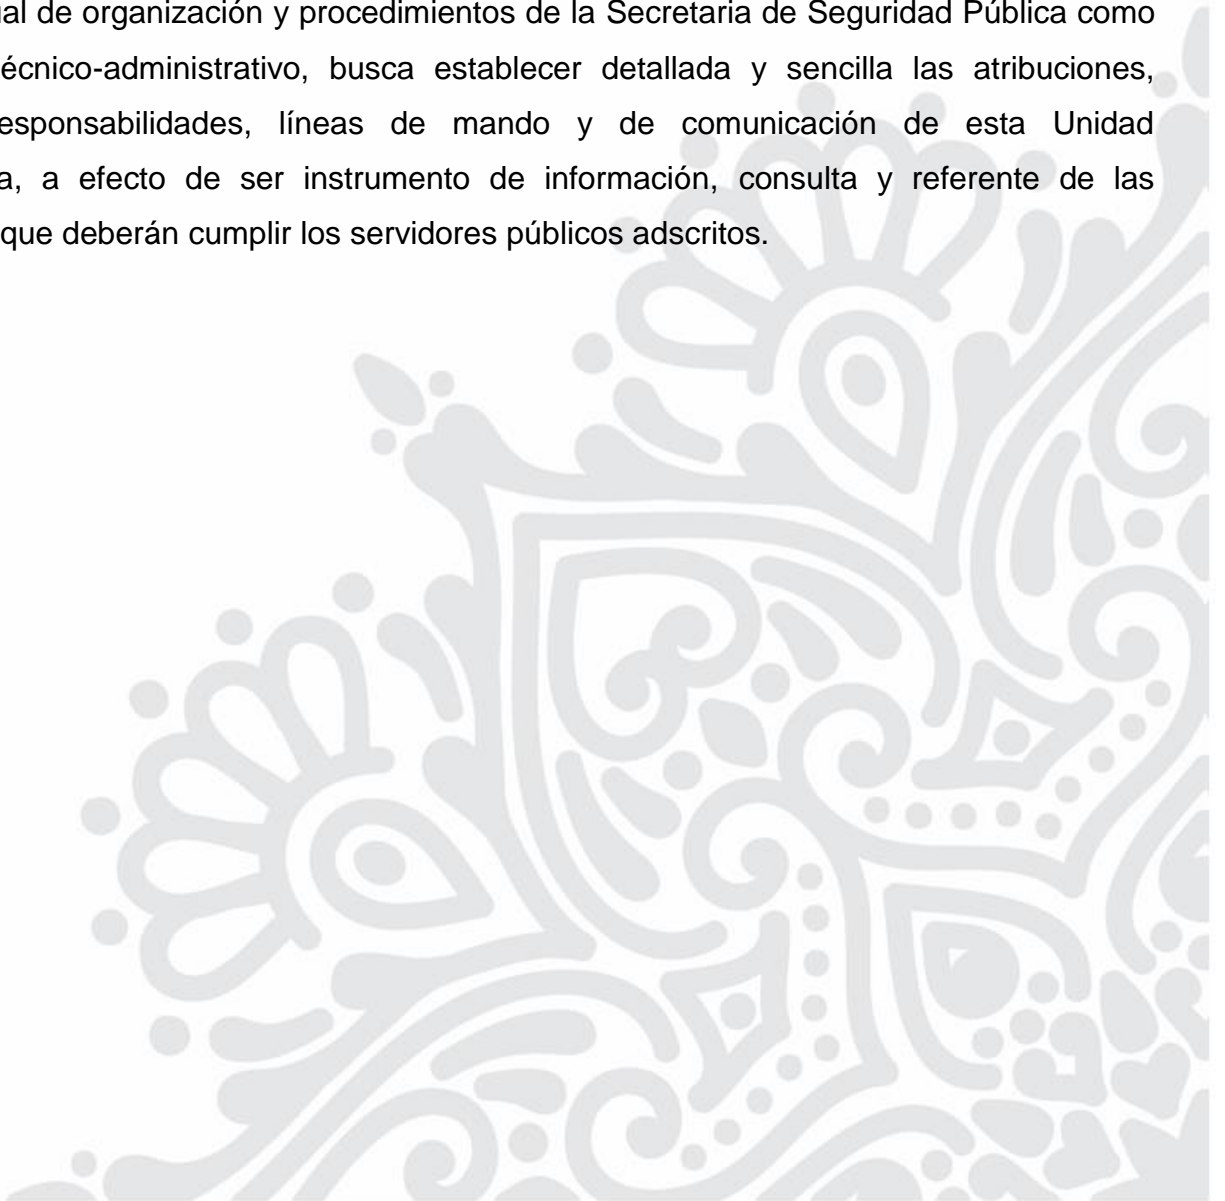 ual de organización y procedimientos de la Secretaria de Seguridad Pública como
écnico-administrativo, busca establecer detallada y sencilla las atribuciones,
esponsabilidades, líneas de mando y de comunicación de esta Unidad
a, a efecto de ser instrumento de información, consulta y referente de las
que deberán cumplir los servidores públicos adscritos.